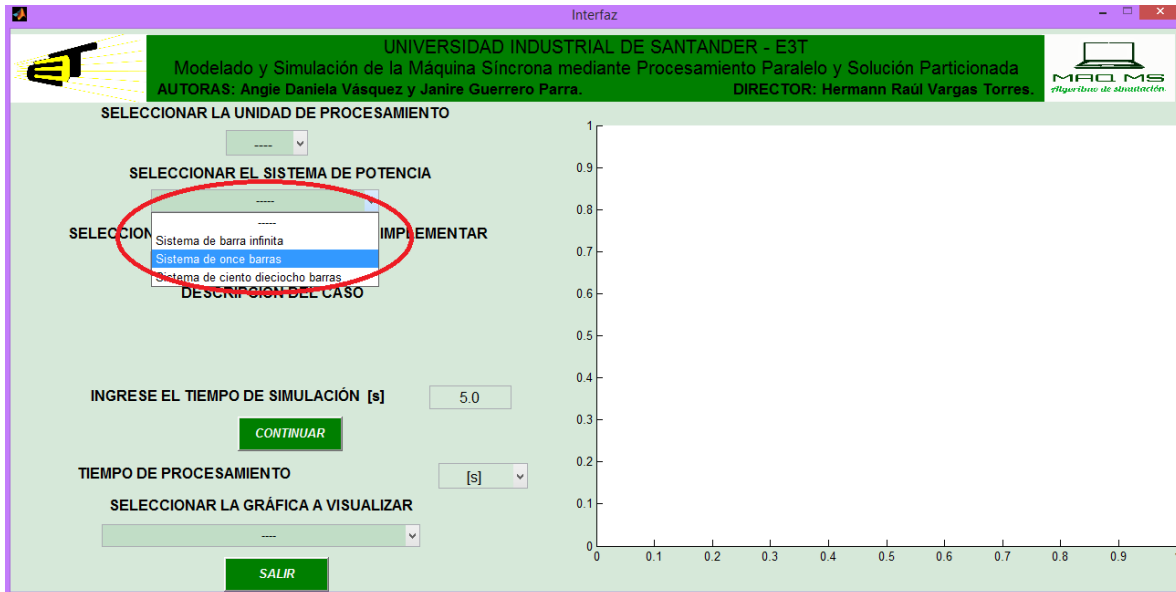 Interfaz
UNIVERSIDAD INDUSTRIAL DE SANTANDER - E3T
Modelado y Simulación de la Máquina Síncrona mediante Procesamiento Paralelo y Solución Particionada
AUTORAS: Angie Daniela Vásquez y Janire Guerrero Parra. DIRECTOR: Hermann Raúl Vargas Torres.
MAQ MS
Algoritmo de simulación.
SELECCIONAR LA UNIDAD DE PROCESAMIENTO
----
SELECCIONAR EL SISTEMA DE POTENCIA
-----
-----
SELECCION IMPLEMENTAR
Sistema de barra infinita
Sistema de once barras
Sistema de ciento dieciocho barras
DESCRIPCIÓN DEL CASO
INGRESE EL TIEMPO DE SIMULACIÓN [s] 5.0
CONTINUAR
TIEMPO DE PROCESAMIENTO [s]
SELECCIONAR LA GRÁFICA A VISUALIZAR
----
SALIR
1
0.9
0.8
0.7
0.6
0.5
0.4
0.3
0.2
0.1
0
0 0.1 0.2 0.3 0.4 0.5 0.6 0.7 0.8 0.9